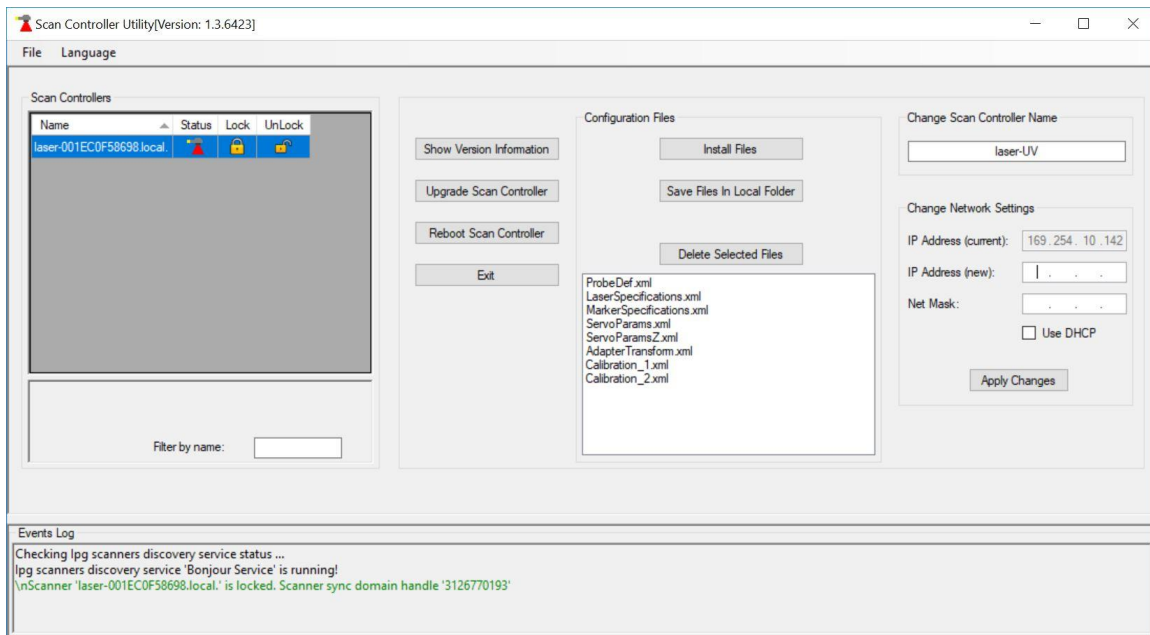 Scan Controller Utility[Version: 1.3.6423]
File Language
Scan Controllers
Name Status Lock UnLock
laser-001EC0F58698.local.
Filter by name:
Show Version Information
Upgrade Scan Controller
Reboot Scan Controller
Exit
Configuration Files
Install Files
Save Files In Local Folder
Delete Selected Files
ProbeDef.xml
LaserSpecifications.xml
MarkerSpecifications.xml
ServoParams.xml
ServoParamsZ.xml
AdapterTransform.xml
Calibration_1.xml
Calibration_2.xml
Change Scan Controller Name
laser-UV
Change Network Settings
IP Address (current): 169.254. 10 .142
IP Address (new): . . .
Net Mask: . . .
Use DHCP
Apply Changes
Events Log
Checking Ipg scanners discovery service status ...
Ipg scanners discovery service 'Bonjour Service' is running!
\nScanner 'laser-001EC0F58698.local.' is locked. Scanner sync domain handle '3126770193'